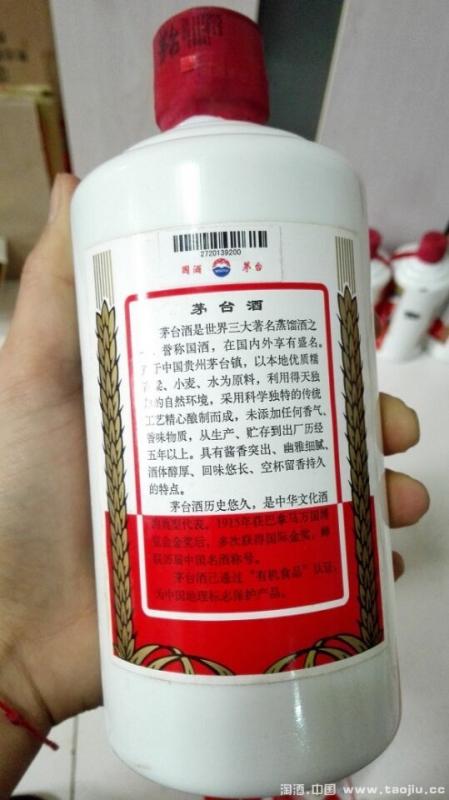 2720139200
国酒 茅台
茅台酒
茅台酒是世界三大著名蒸馏酒之
一、誉称国酒，在国内外享有盛名。
于中国贵州茅台镇，以本地优质糯
小麦、水为原料，利用得天独
的自然环境，采用科学独特的传统
工艺精心酿制而成，未添加任何香气、
香味物质，从生产、贮存到出厂历经
五年以上。具有酱香突出、幽雅细腻、
酒体醇厚、回味悠长、空杯留香持久
的特点。
茅台酒历史悠久，是中华文化酒
的典型代表。1915年获巴拿马万国博
览会金奖后，多次获得国际金奖，蝉
联历届中国名酒称号。
茅台酒已通过“有机食品”认证，
为中国地理标志保护产品。
淘酒.中国 www.taojiu.cc